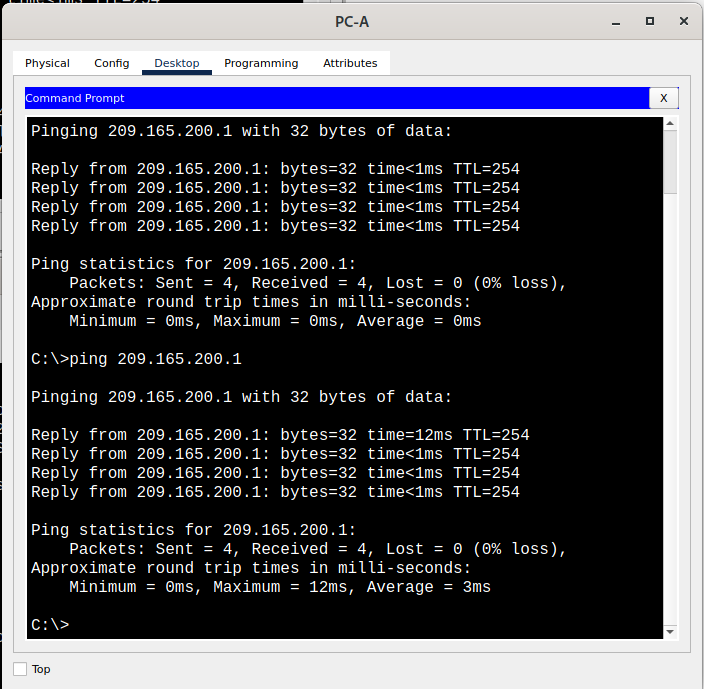 PC-A
Physical Config Desktop Programming Attributes
Command Prompt X
Pinging 209.165.200.1 with 32 bytes of data:
Reply from 209.165.200.1: bytes=32 time<1ms TTL=254
Reply from 209.165.200.1: bytes=32 time<1ms TTL=254
Reply from 209.165.200.1: bytes=32 time<1ms TTL=254
Reply from 209.165.200.1: bytes=32 time<1ms TTL=254
Ping statistics for 209.165.200.1:
Packets: Sent = 4, Received = 4, Lost = 0 (0% loss),
Approximate round trip times in milli-seconds:
Minimum = 0ms, Maximum = 0ms, Average = 0ms
C:\>ping 209.165.200.1
Pinging 209.165.200.1 with 32 bytes of data:
Reply from 209.165.200.1: bytes=32 time=12ms TTL=254
Reply from 209.165.200.1: bytes=32 time<1ms TTL=254
Reply from 209.165.200.1: bytes=32 time<1ms TTL=254
Reply from 209.165.200.1: bytes=32 time<1ms TTL=254
Ping statistics for 209.165.200.1:
Packets: Sent = 4, Received = 4, Lost = 0 (0% loss),
Approximate round trip times in milli-seconds:
Minimum = 0ms, Maximum = 12ms, Average = 3ms
C:\>
Top